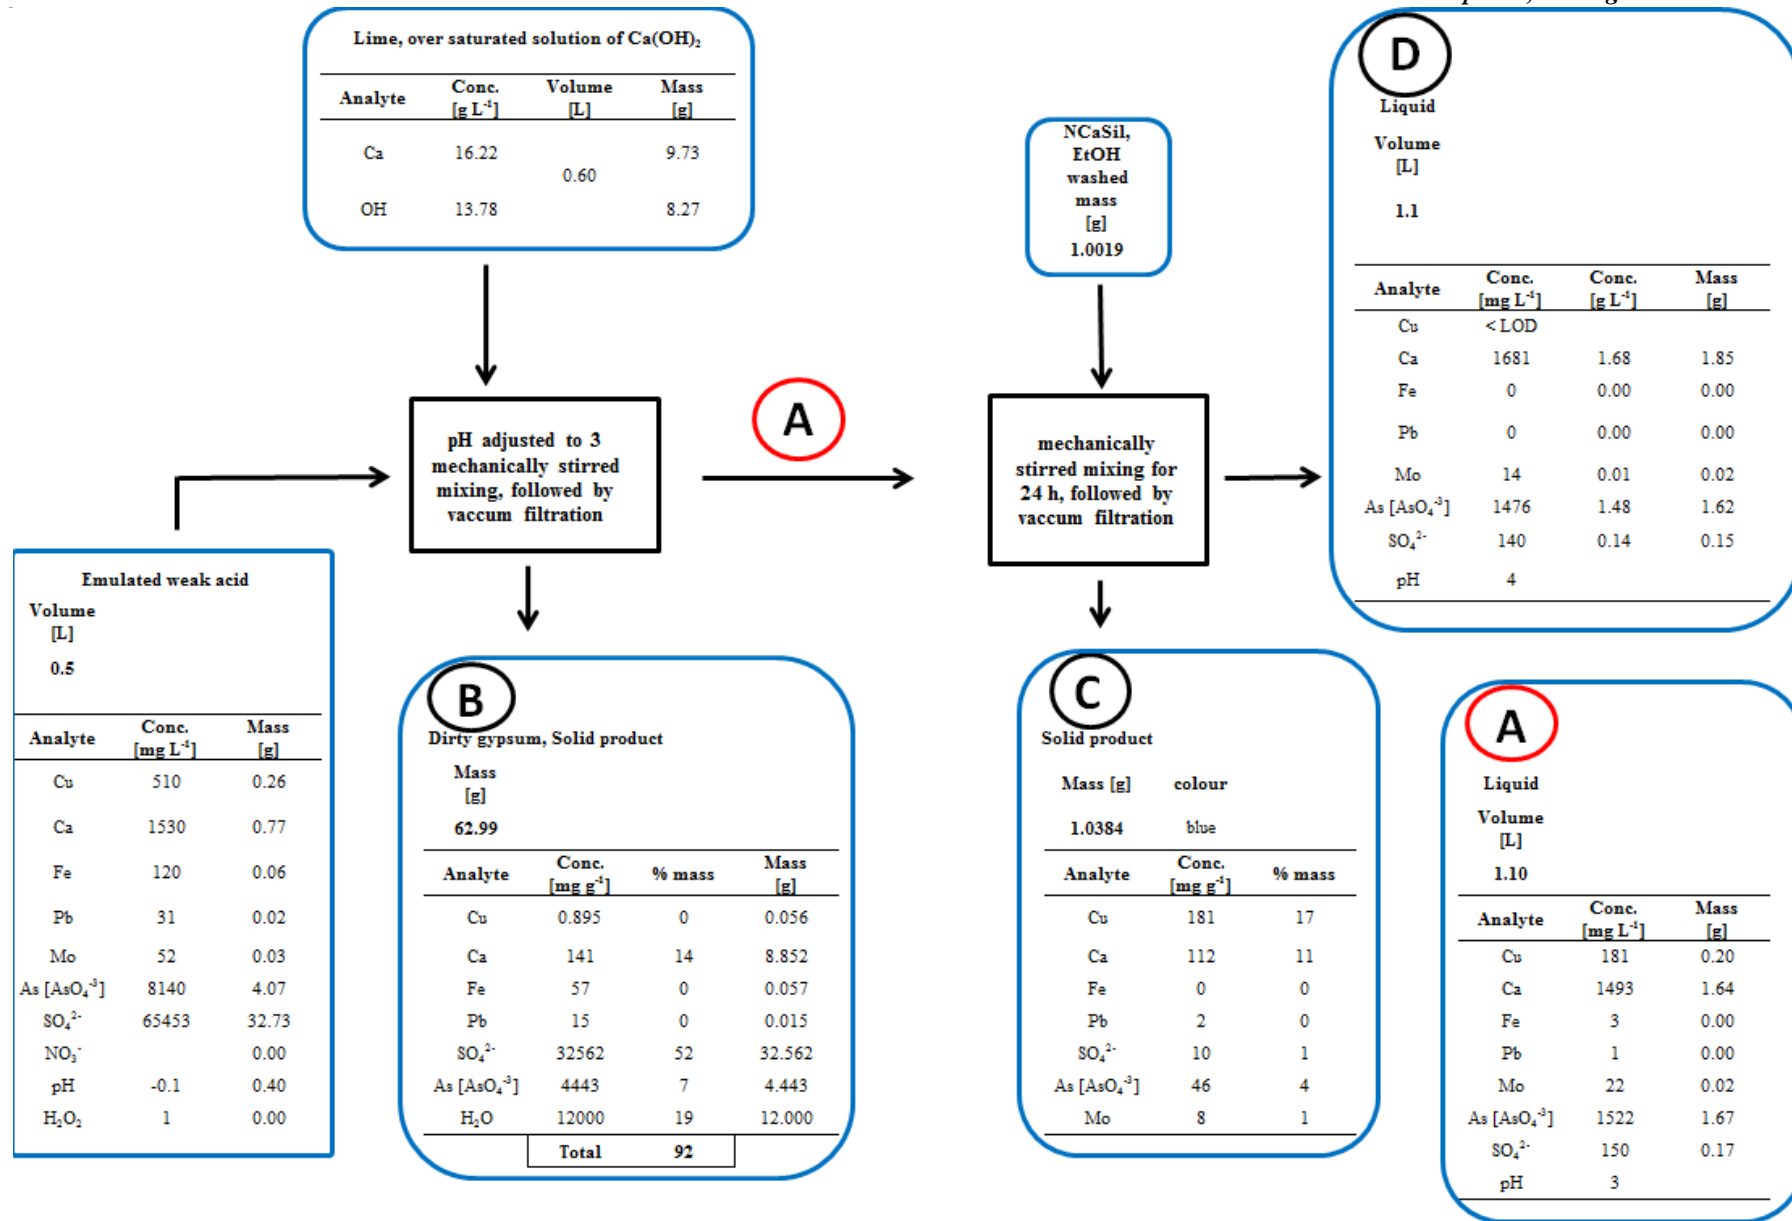 Lime, over saturated solution of Ca(OH)₂
Analyte Conc. [g L⁻¹] Volume [L] Mass [g]
Ca 16.22 9.73
0.60
OH 13.78 8.27
NCaSil,
EtOH
washed
mass
[g]
1.0019
D
Liquid
Volume
[L]
1.1
Analyte Conc. [mg L⁻¹] Conc. [g L⁻¹] Mass [g]
Cu < LOD
Ca 1681 1.68 1.85
Fe 0 0.00 0.00
Pb 0 0.00 0.00
Mo 14 0.01 0.02
As [AsO₄⁻³] 1476 1.48 1.62
SO₄²⁻ 140 0.14 0.15
pH 4
pH adjusted to 3
mechanically stirred
mixing, followed by
vaccum filtration
A
mechanically
stirred mixing for
24 h, followed by
vaccum filtration
Emulated weak acid
Volume
[L]
0.5
Analyte Conc. [mg L⁻¹] Mass [g]
Cu 510 0.26
Ca 1530 0.77
Fe 120 0.06
Pb 31 0.02
Mo 52 0.03
As [AsO₄⁻³] 8140 4.07
SO₄²⁻ 65453 32.73
NO₃⁻ 0.00
pH -0.1 0.40
H₂O₂ 1 0.00
B
Dirty gypsum, Solid product
Mass
[g]
62.99
Analyte Conc. [mg g⁻¹] % mass Mass [g]
Cu 0.895 0 0.056
Ca 141 14 8.852
Fe 57 0 0.057
Pb 15 0 0.015
SO₄²⁻ 32562 52 32.562
As [AsO₄⁻³] 4443 7 4.443
H₂O 12000 19 12.000
Total 92
C
Solid product
Mass [g] colour
1.0384 blue
Analyte Conc. [mg g⁻¹] % mass
Cu 181 17
Ca 112 11
Fe 0 0
Pb 2 0
SO₄²⁻ 10 1
As [AsO₄⁻³] 46 4
Mo 8 1
A
Liquid
Volume
[L]
1.10
Analyte Conc. [mg L⁻¹] Mass [g]
Cu 181 0.20
Ca 1493 1.64
Fe 3 0.00
Pb 1 0.00
Mo 22 0.02
As [AsO₄⁻³] 1522 1.67
SO₄²⁻ 150 0.17
pH 3